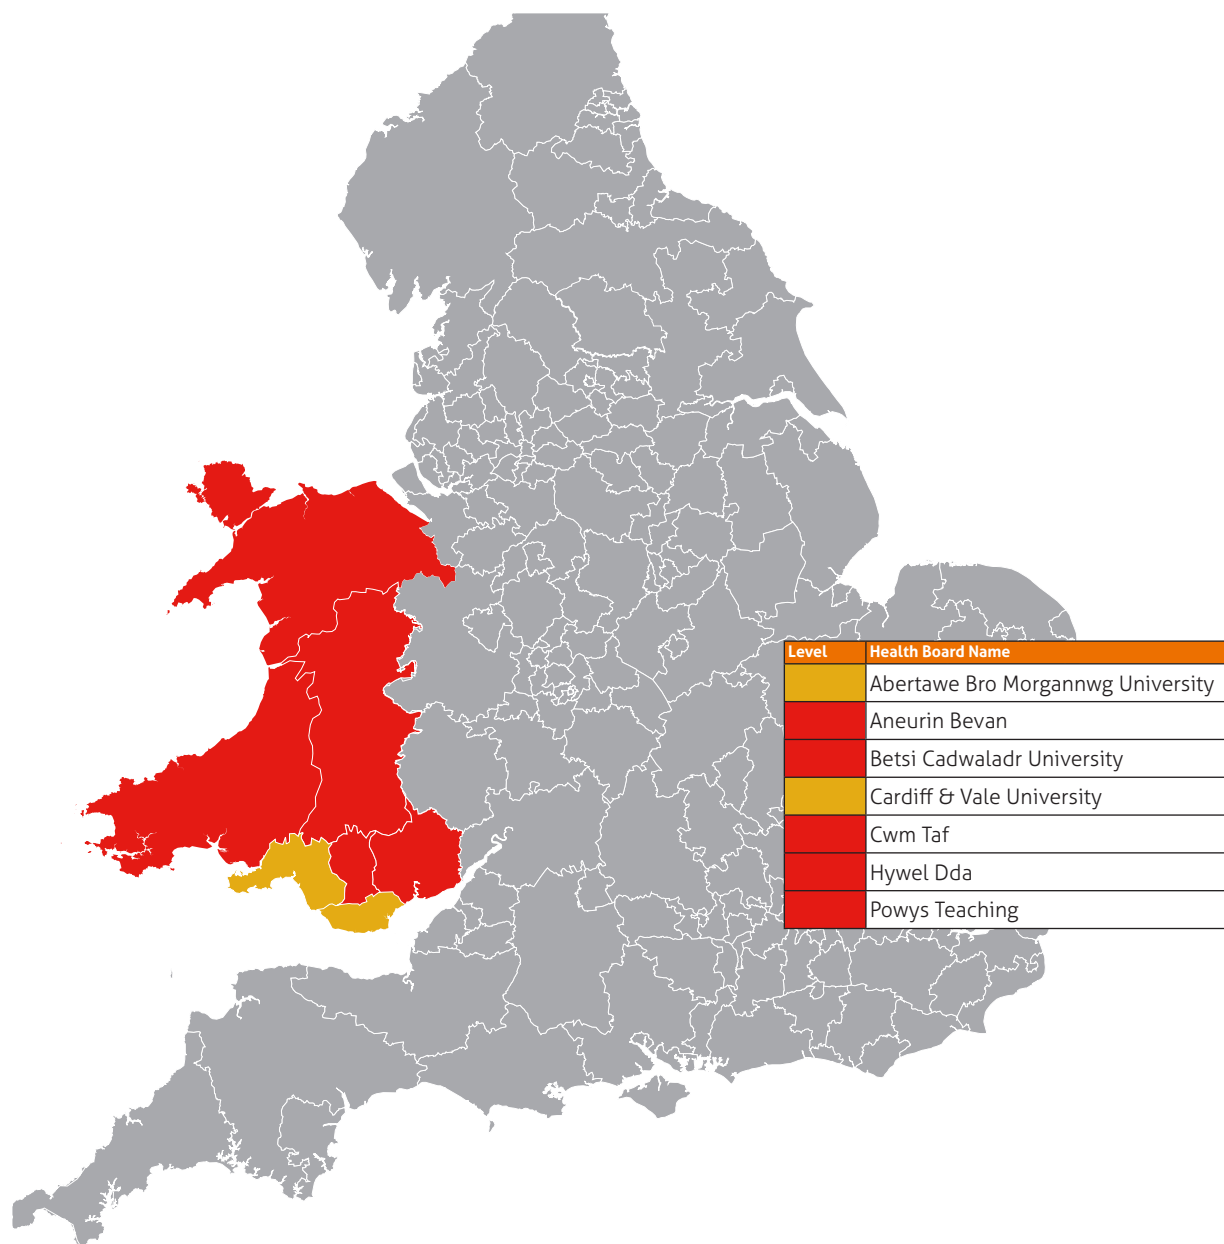 Level Health Board Name
Abertawe Bro Morgannwg University
Aneurin Bevan
Betsi Cadwaladr University
Cardiff & Vale University
Cwm Taf
Hywel Dda
Powys Teaching